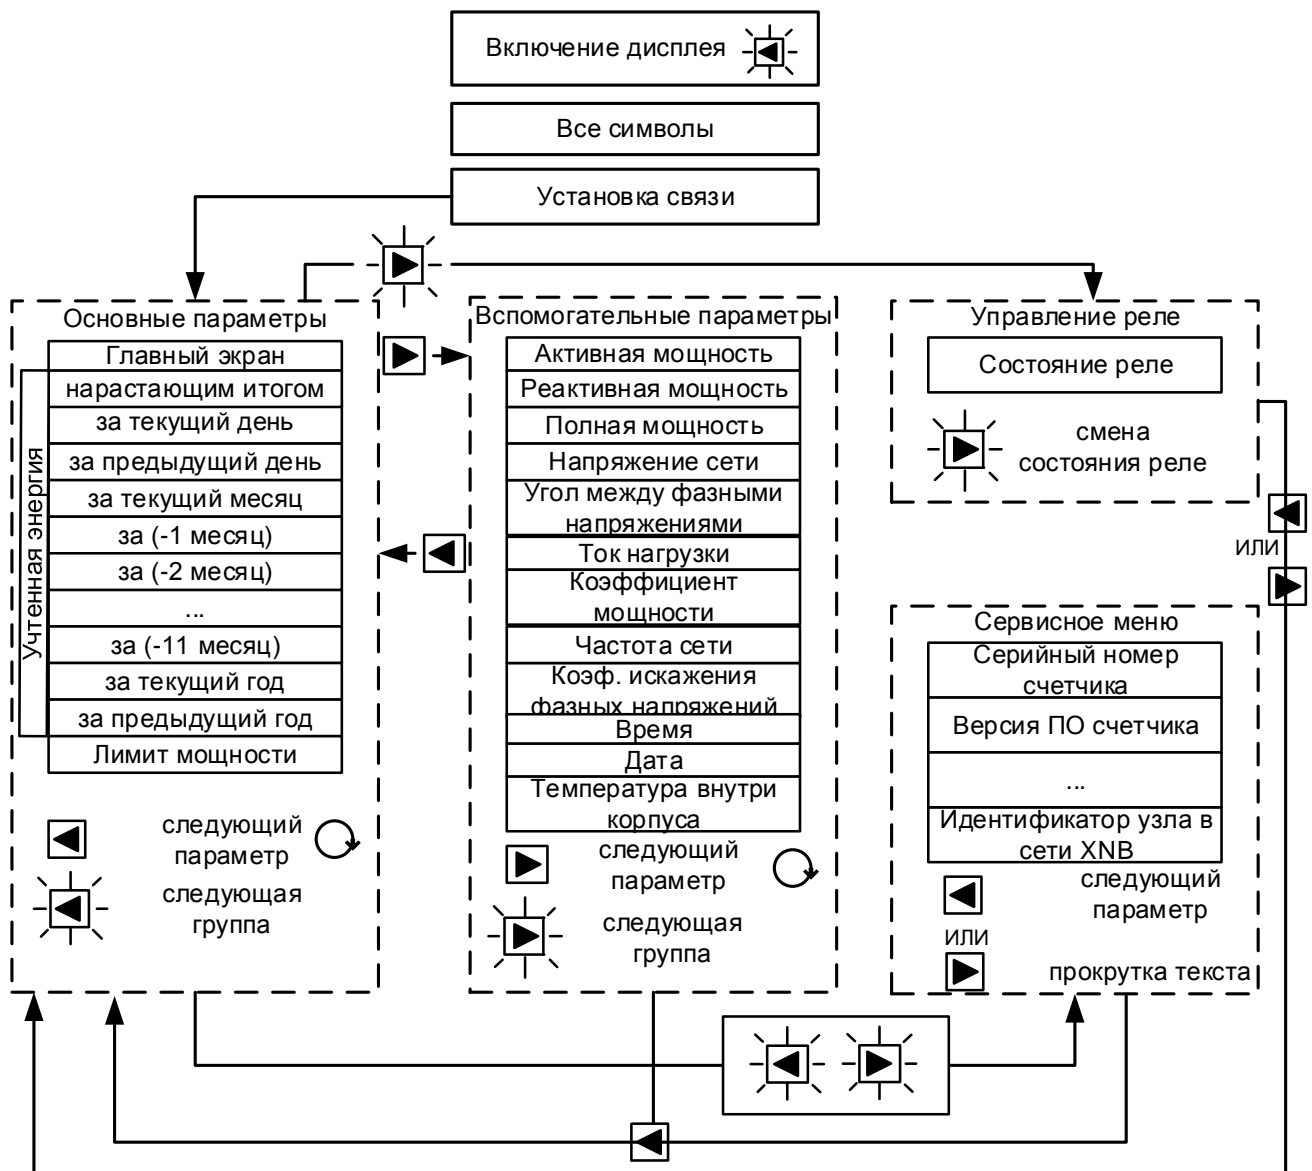 Включение дисплея
Все символы
Установка связи
Основные параметры
Главный экран
Учтенная энергия
нарастающим итогом
за текущий день
за предыдущий день
за текущий месяц
за (-1 месяц)
за (-2 месяц)
...
за (-11 месяц)
за текущий год
за предыдущий год
Лимит мощности
следующий
параметр
следующая
группа
Вспомогательные параметры
Активная мощность
Реактивная мощность
Полная мощность
Напряжение сети
Угол между фазными
напряжениями
Ток нагрузки
Коэффициент
мощности
Частота сети
Коэф. искажения
фазных напряжений
Время
Дата
Температура внутри
корпуса
следующий
параметр
следующая
группа
Управление реле
Состояние реле
смена
состояния реле
ИЛИ
Сервисное меню
Серийный номер
счетчика
Версия ПО счетчика
...
Идентификатор узла в
сети XNB
следующий
параметр
ИЛИ
прокрутка текста